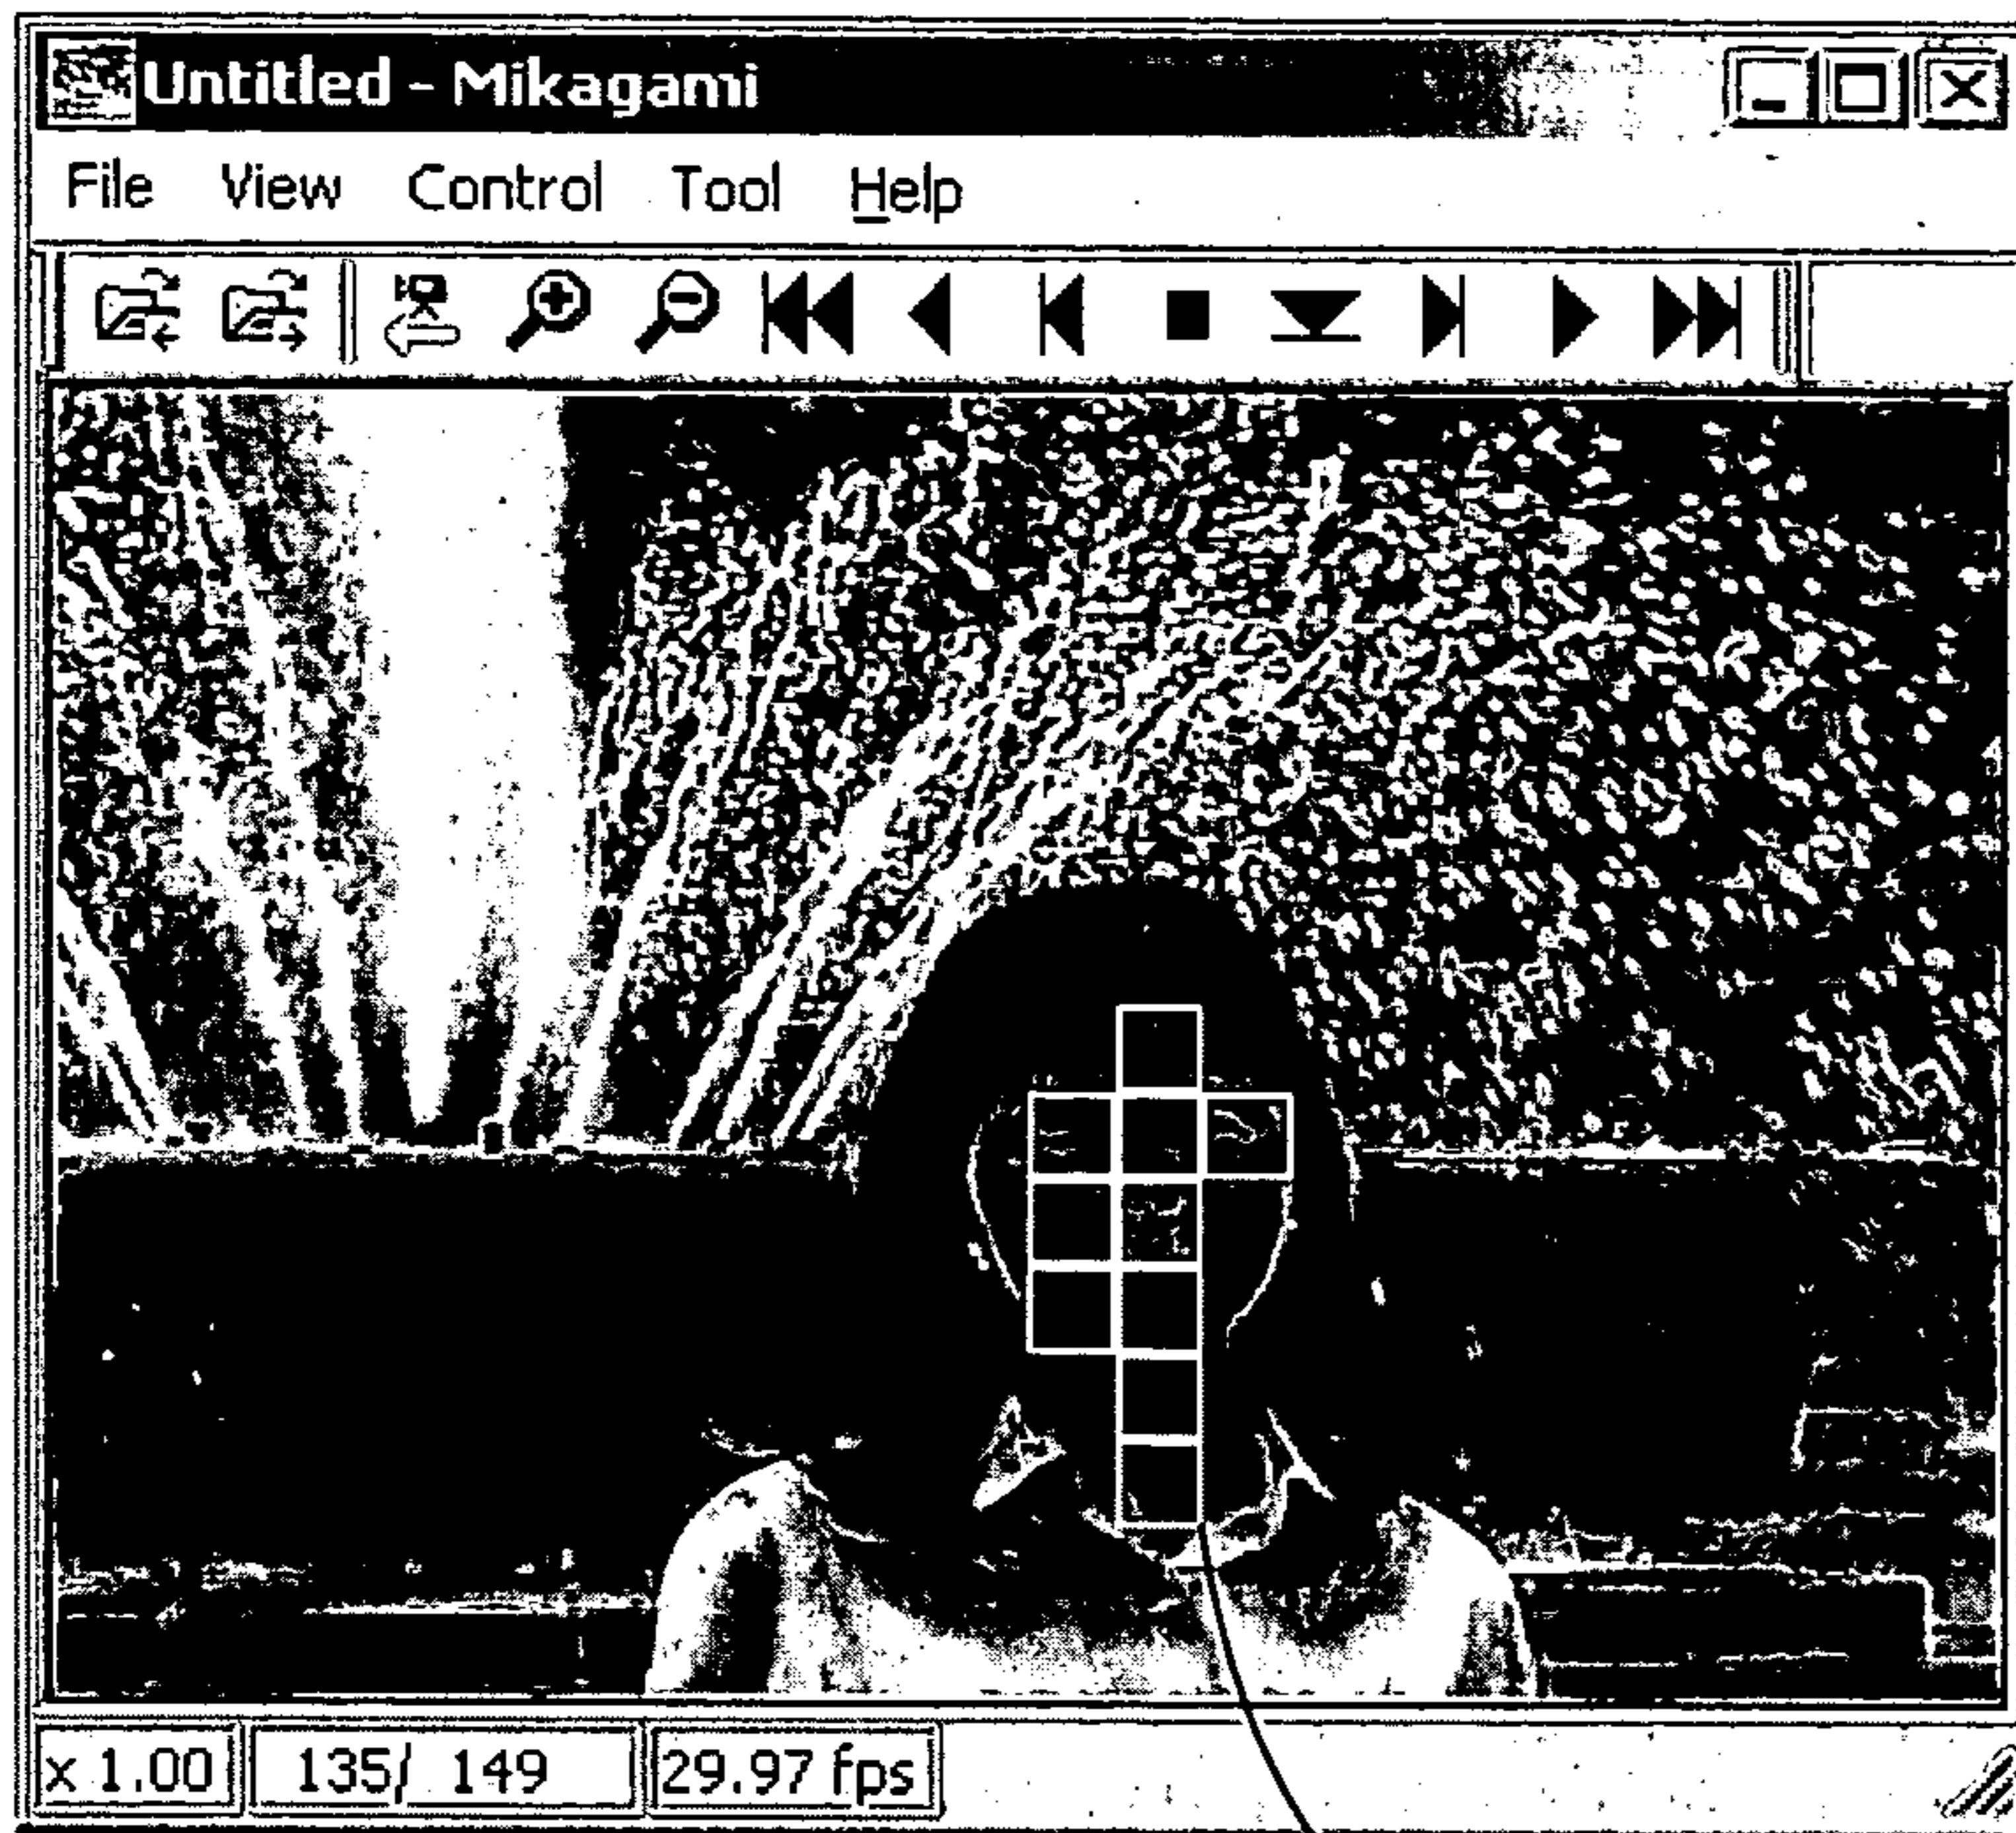 Untitled - Mikagami
File View Control Tool Help
x 1.00 135/ 149 29.97 fps